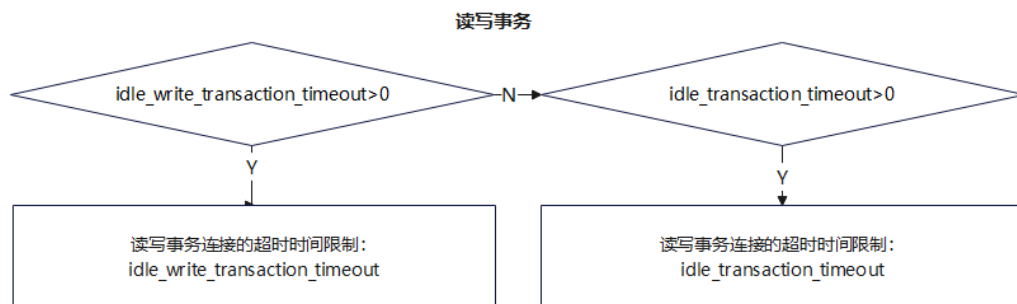 读写事务
idle_write_transaction_timeout>0
N
idle_transaction_timeout>0
Y
Y
读写事务连接的超时时间限制：
idle_write_transaction_timeout
读写事务连接的超时时间限制：
idle_transaction_timeout